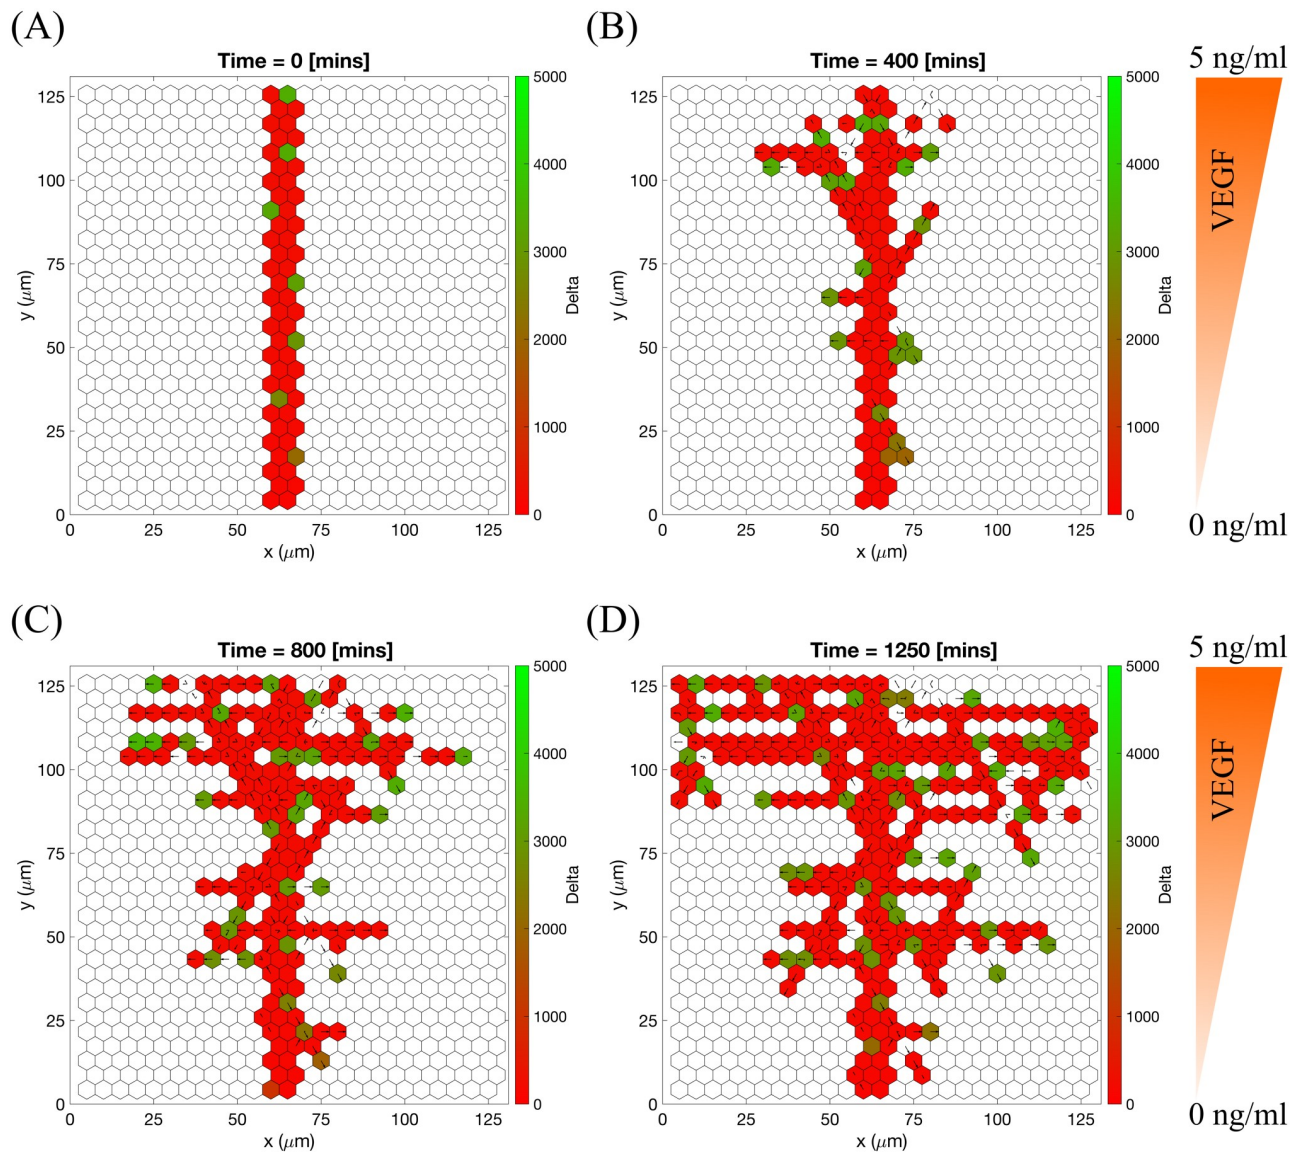 (A)
Time = 0 [mins]
125
100
75
50
25
0
y (μm)
0 25 50 75 100 125
x (μm)
5000
4000
3000
2000
1000
0
Delta
(B)
Time = 400 [mins]
125
100
75
50
25
0
y (μm)
0 25 50 75 100 125
x (μm)
5000
4000
3000
2000
1000
0
Delta
5 ng/ml
VEGF
0 ng/ml
(C)
Time = 800 [mins]
125
100
75
50
25
0
y (μm)
0 25 50 75 100 125
x (μm)
5000
4000
3000
2000
1000
0
Delta
(D)
Time = 1250 [mins]
125
100
75
50
25
0
y (μm)
0 25 50 75 100 125
x (μm)
5000
4000
3000
2000
1000
0
Delta
5 ng/ml
VEGF
0 ng/ml